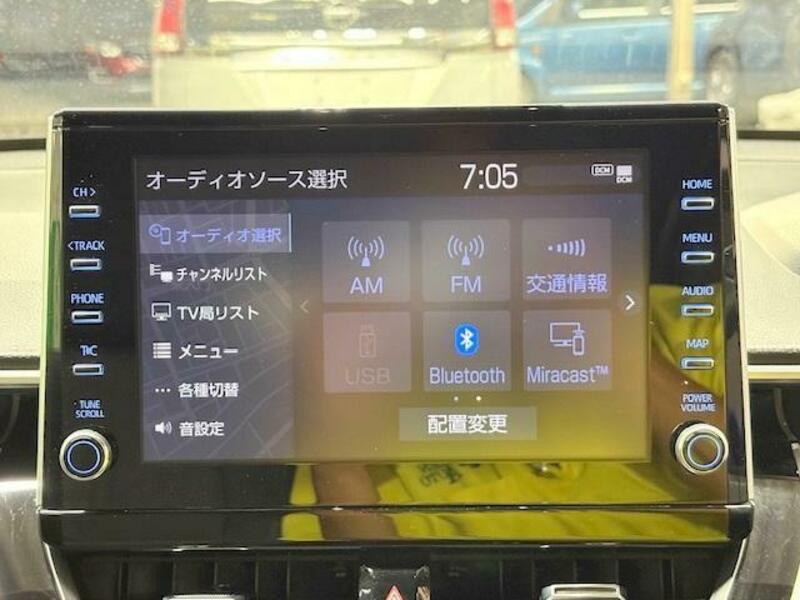 オーディオソース選択
7:05
DCM
DCM
オーディオ選択
チャンネルリスト
TV局リスト
メニュー
各種切替
音設定
AM
FM
交通情報
USB
Bluetooth
Miracast™
配置変更
CH >
< TRACK
PHONE
T\C
TUNE
SCROLL
HOME
MENU
AUDIO
MAP
POWER
VOLUME